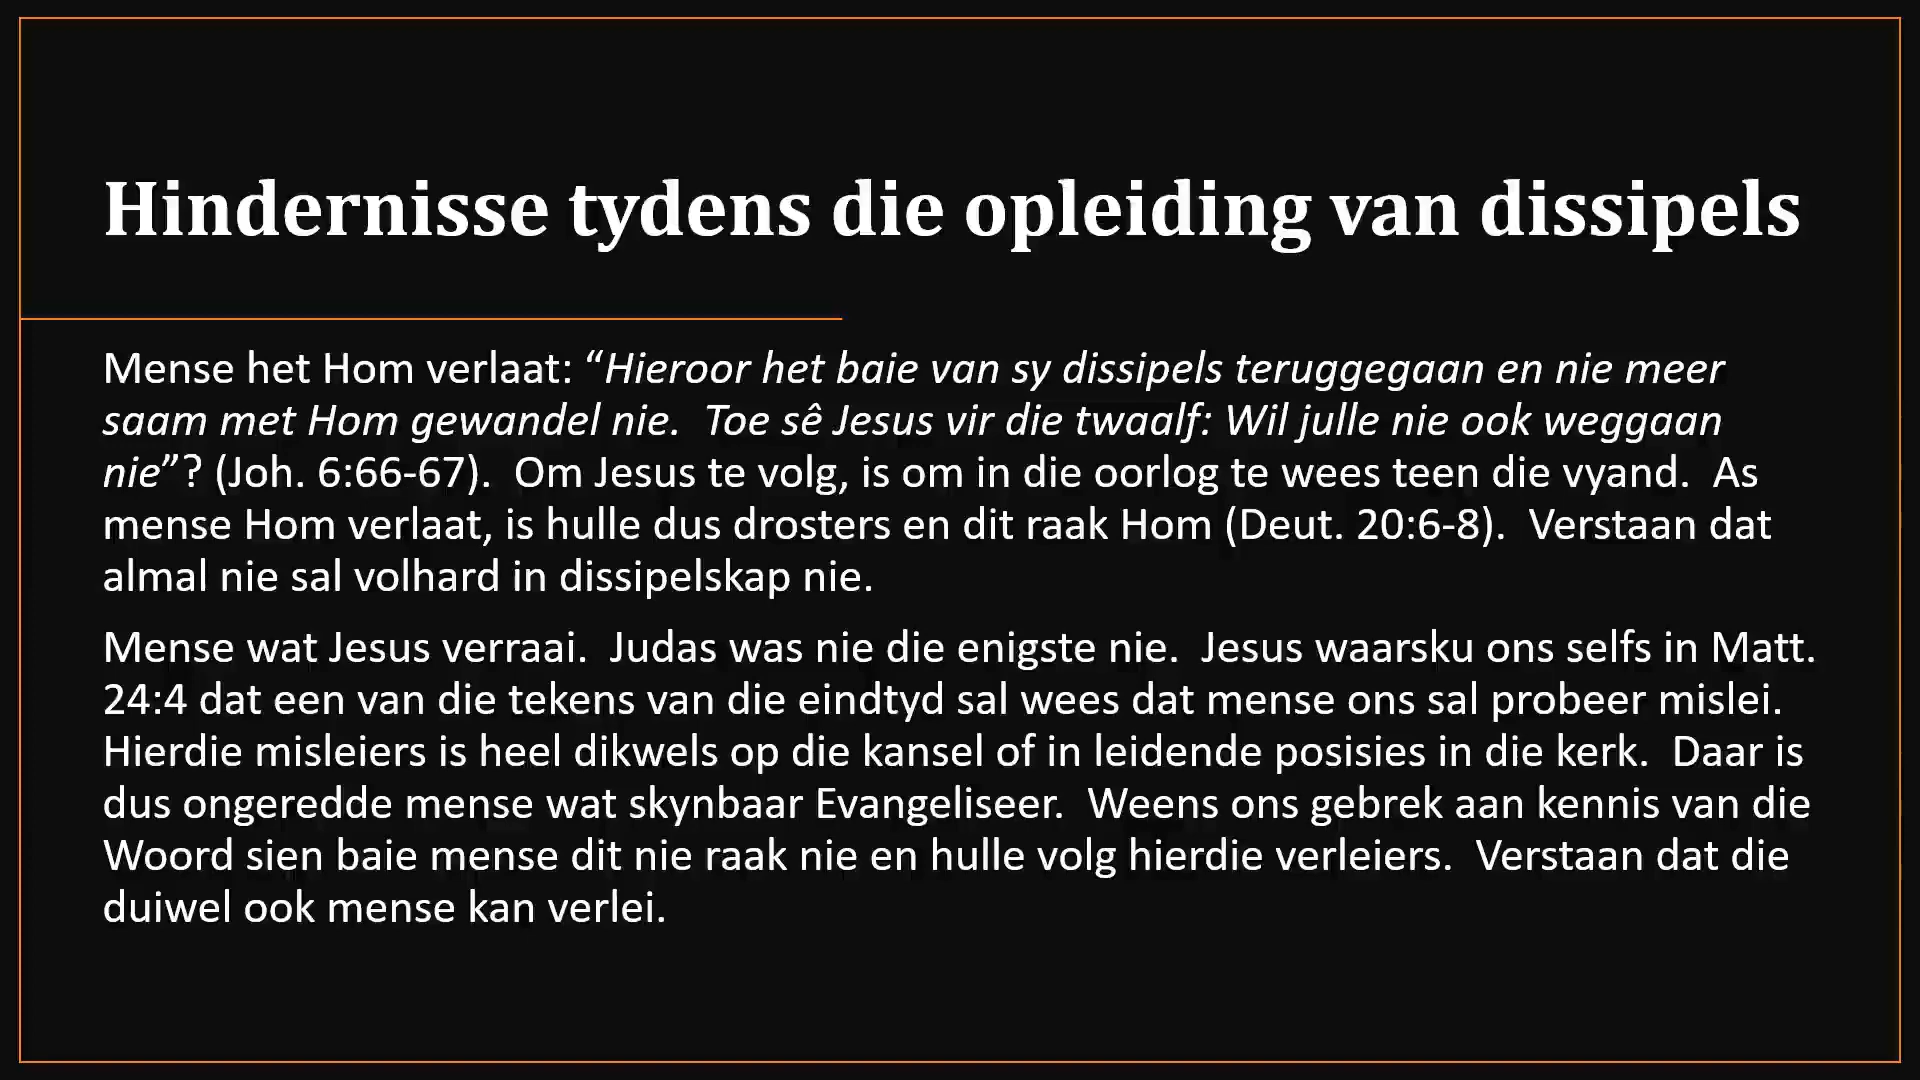 Hindernisse tydens die opleiding van dissipels
Mense het Hom verlaat: “Hieroor het baie van sy dissipels teruggegaan en nie meer
saam met Hom gewandel nie.  Toe sê Jesus vir die twaalf: Wil julle nie ook weggaan
nie”? (Joh. 6:66-67).  Om Jesus te volg, is om in die oorlog te wees teen die vyand.  As
mense Hom verlaat, is hulle dus drosters en dit raak Hom (Deut. 20:6-8).  Verstaan dat
almal nie sal volhard in dissipelskap nie.
Mense wat Jesus verraai.  Judas was nie die enigste nie.  Jesus waarsku ons selfs in Matt.
24:4 dat een van die tekens van die eindtyd sal wees dat mense ons sal probeer mislei.
Hierdie misleiers is heel dikwels op die kansel of in leidende posisies in die kerk.  Daar is
dus ongeredde mense wat skynbaar Evangeliseer.  Weens ons gebrek aan kennis van die
Woord sien baie mense dit nie raak nie en hulle volg hierdie verleiers.  Verstaan dat die
duiwel ook mense kan verlei.